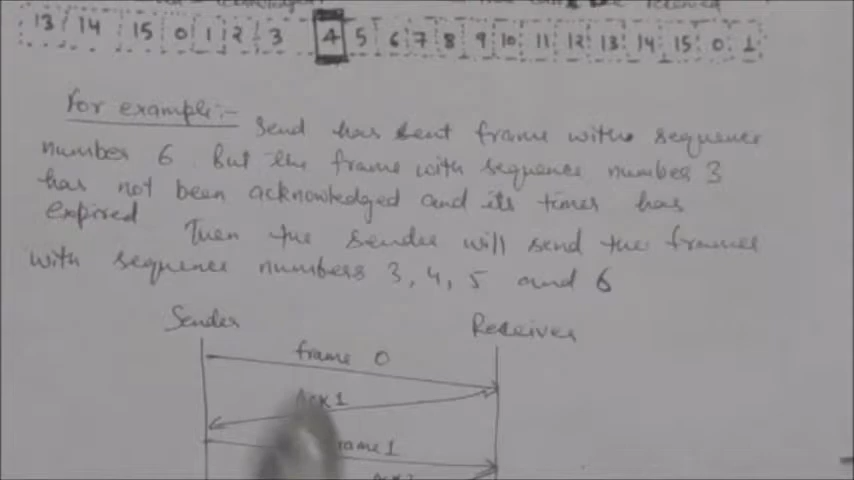 13 14 15 0 1 2 3 4 5 6 7 8 9 10 11 12 13 14 15 0 1
For example:- Send has sent frame with sequence
number 6. But the frame with sequence number 3
has not been acknowledged and its times has
expired Then the sender will send the frames
with sequence numbers 3, 4, 5 and 6
Sender Receiver
frame 0
Ack 1
frame 1